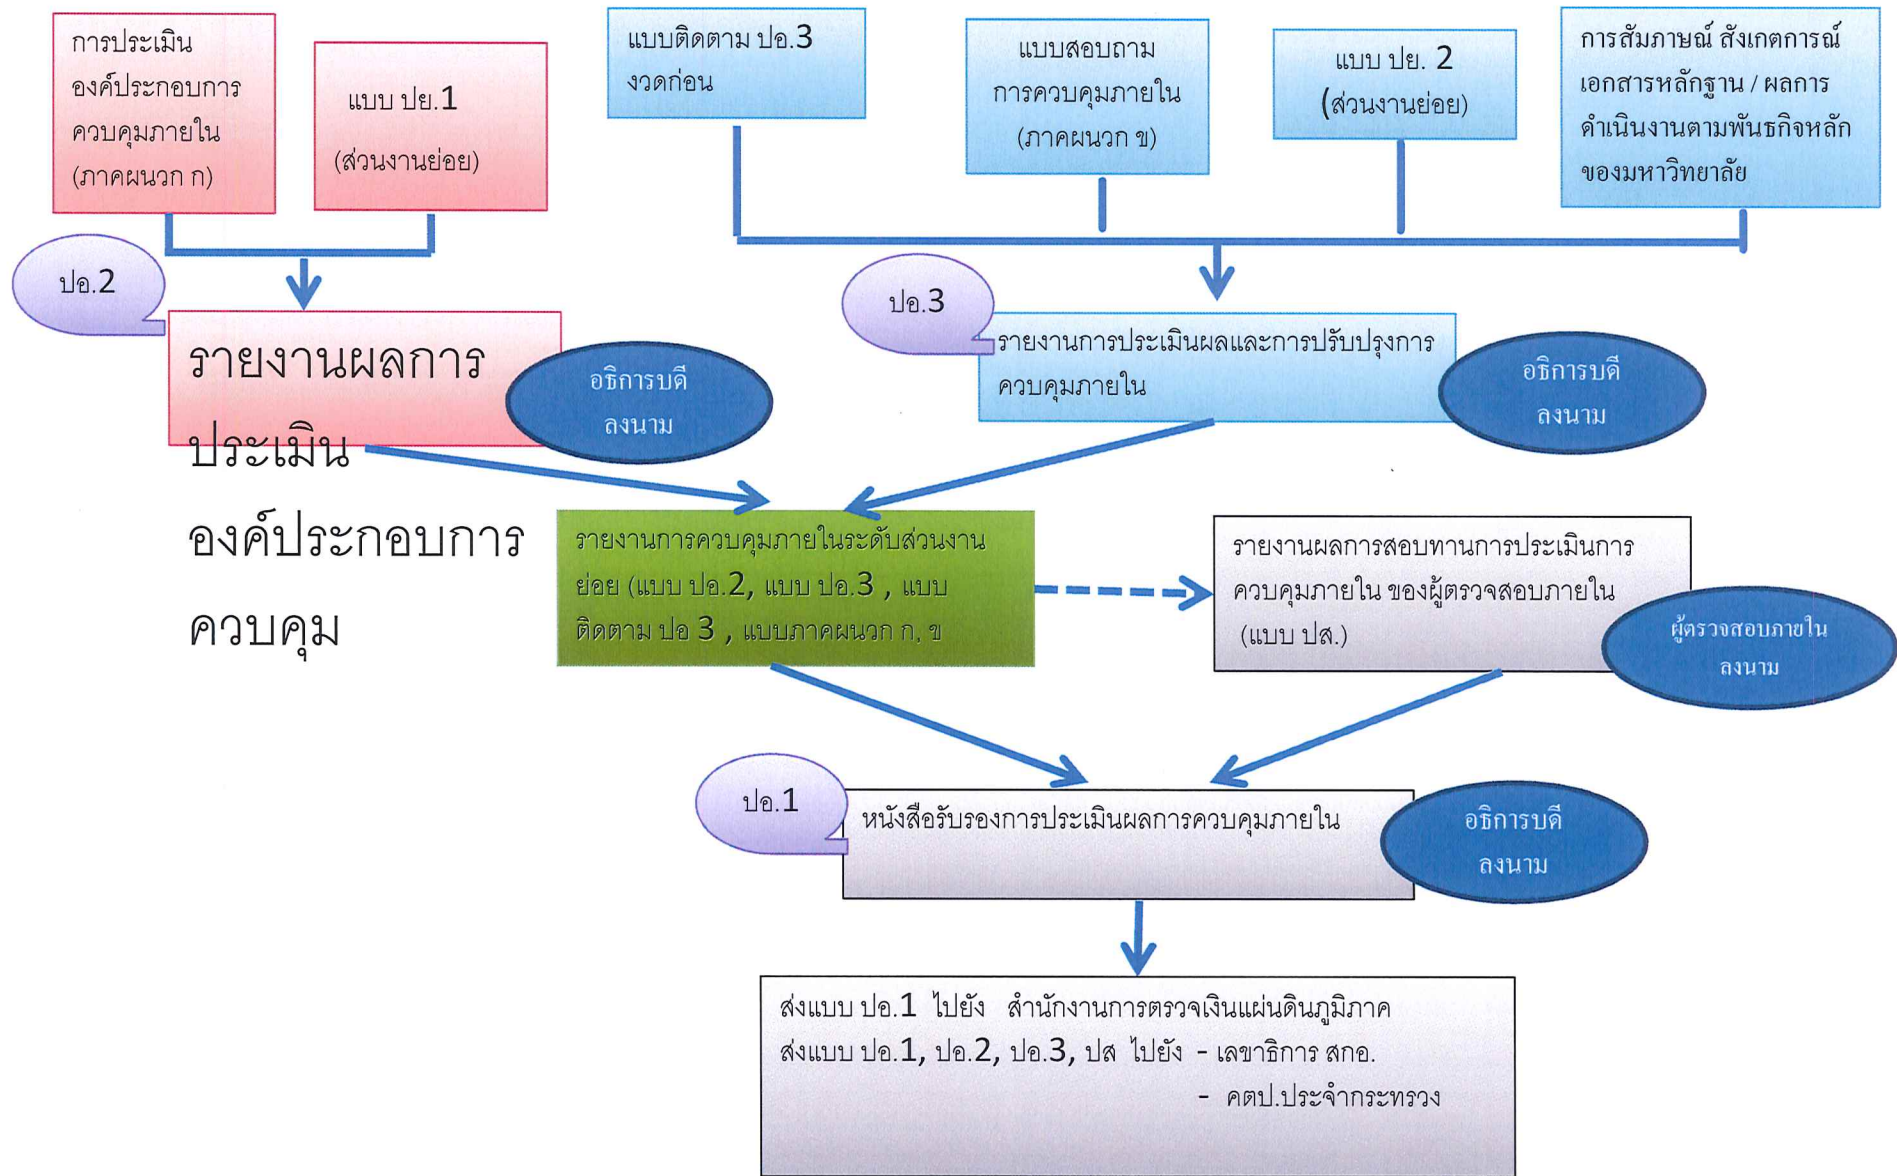 การประเมิน
องค์ประกอบการ
ควบคุมภายใน
(ภาคผนวก ก)
แบบ ปย.1
(ส่วนงานย่อย)
แบบติดตาม ปอ.3
งวดก่อน
แบบสอบถาม
การควบคุมภายใน
(ภาคผนวก ข)
แบบ ปย. 2
(ส่วนงานย่อย)
การสัมภาษณ์ สังเกตการณ์
เอกสารหลักฐาน / ผลการ
ดำเนินงานตามพันธกิจหลัก
ของมหาวิทยาลัย
ปอ.2
รายงานผลการ
ประเมิน
องค์ประกอบการ
ควบคุม
อธิการบดี
ลงนาม
ปอ.3
รายงานการประเมินผลและการปรับปรุงการ
ควบคุมภายใน
อธิการบดี
ลงนาม
รายงานการควบคุมภายในระดับส่วนงาน
ย่อย (แบบ ปอ.2, แบบ ปอ.3 , แบบ
ติดตาม ปอ 3 , แบบภาคผนวก ก, ข
รายงานผลการสอบทานการประเมินการ
ควบคุมภายใน ของผู้ตรวจสอบภายใน
(แบบ ปส.)
ผู้ตรวจสอบภายใน
ลงนาม
ปอ.1
หนังสือรับรองการประเมินผลการควบคุมภายใน
อธิการบดี
ลงนาม
ส่งแบบ ปอ.1 ไปยัง สำนักงานการตรวจเงินแผ่นดินภูมิภาค
ส่งแบบ ปอ.1, ปอ.2, ปอ.3, ปส ไปยัง - เลขาธิการ สกอ.
- คตป.ประจำกระทรวง